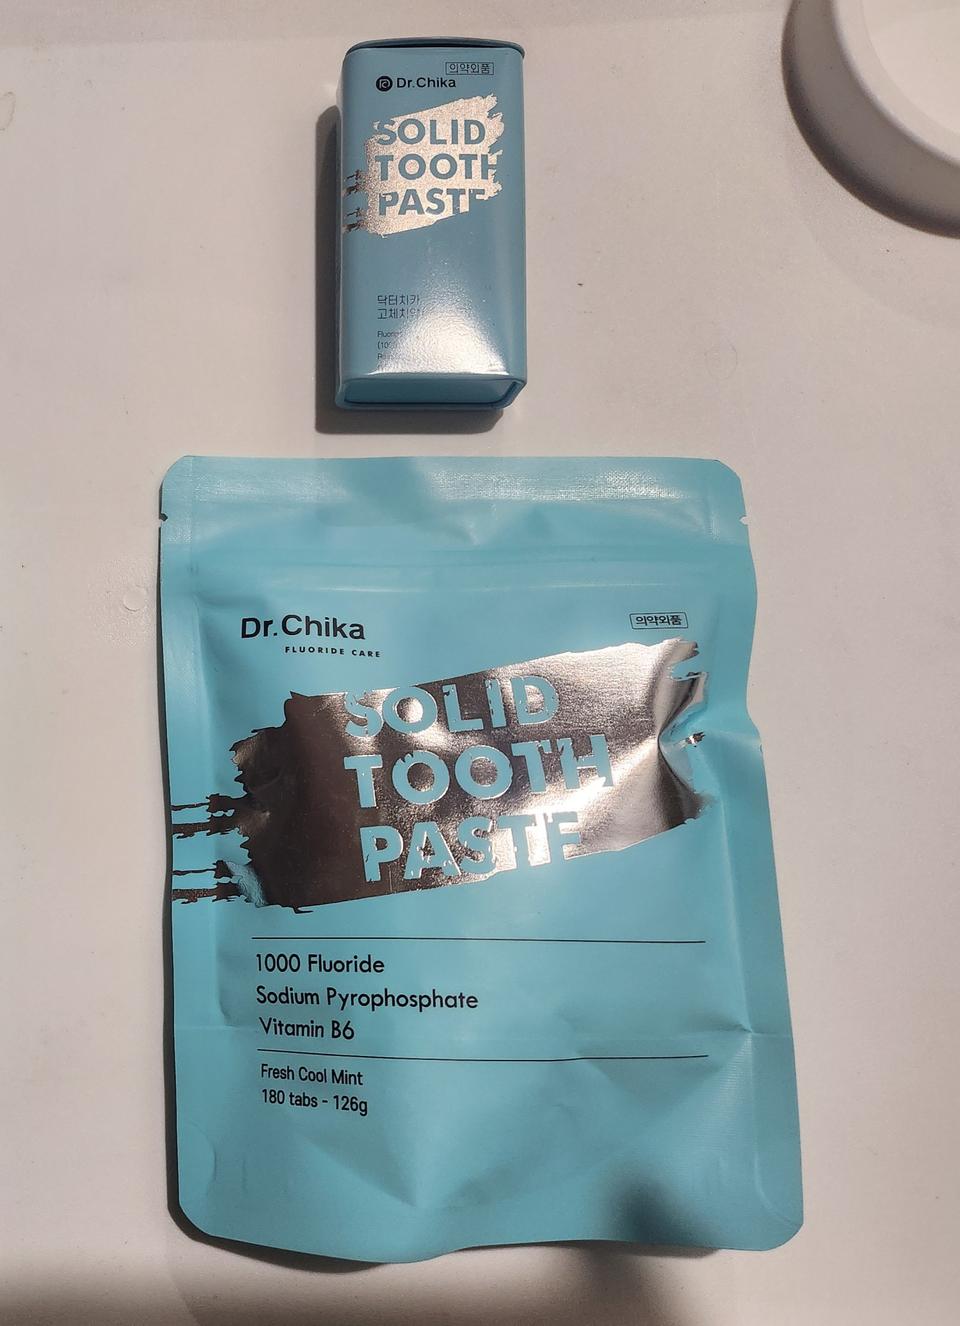 의약외품
Dr.Chika
SOLID
TOOTH
PASTE
닥터치카
고체치약
Dr.Chika
의약외품
FLUORIDE CARE
SOLID
TOOTH
PASTE
1000 Fluoride
Sodium Pyrophosphate
Vitamin B6
Fresh Cool Mint
180 tabs - 126g